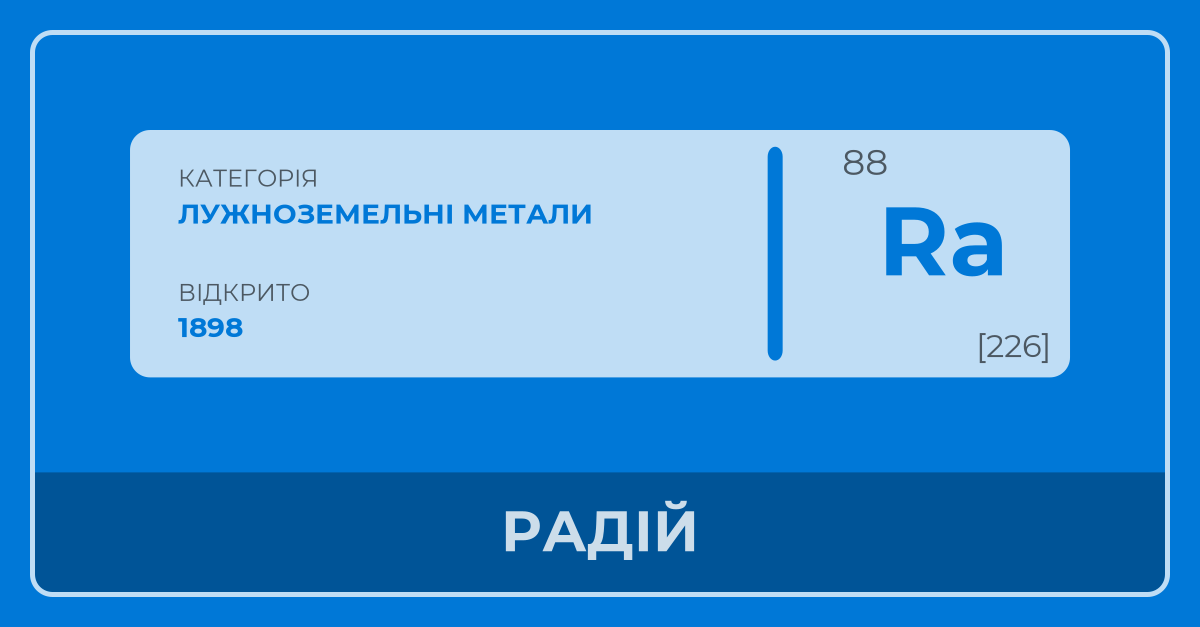 КАТЕГОРІЯ
ЛУЖНОЗЕМЕЛЬНІ МЕТАЛИ
ВІДКРИТО
1898
88
Ra
[226]
РАДІЙ